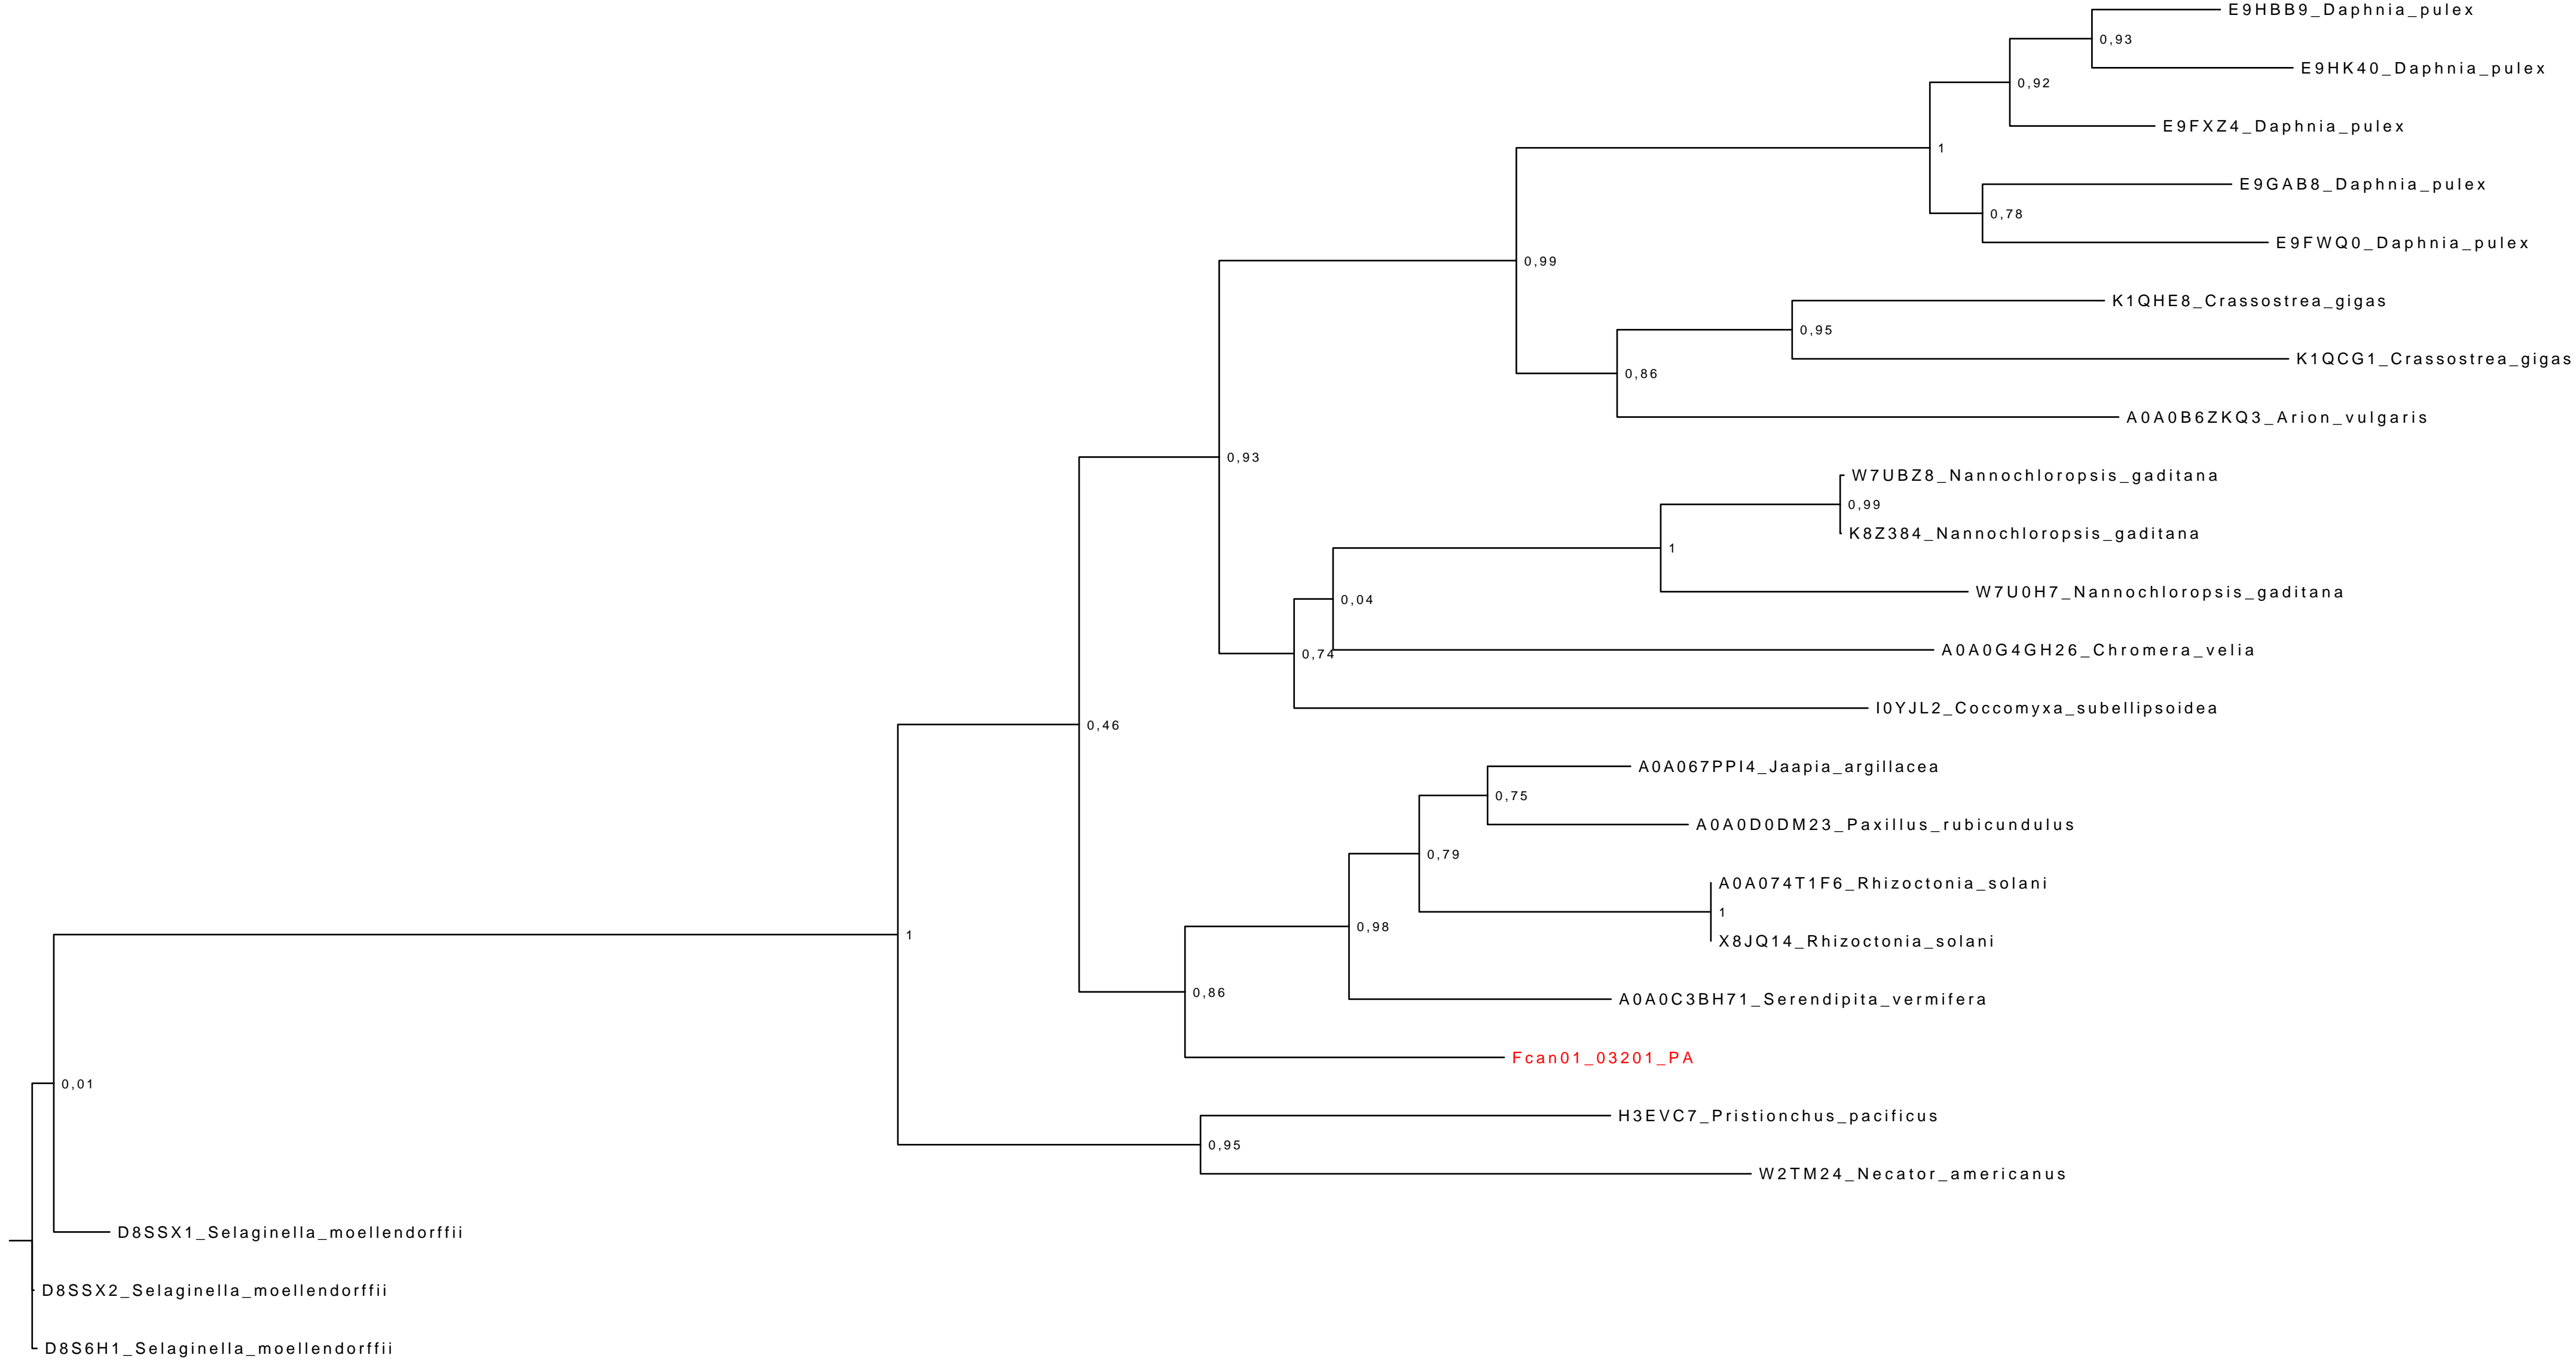 E9HBB9_Daphnia_pulex
0,93
E9HK40_Daphnia_pulex
0,92
E9FXZ4_Daphnia_pulex
1
E9GAB8_Daphnia_pulex
0,78
E9FWQ0_Daphnia_pulex
0,99
K1QHE8_Crassostrea_gigas
0,95
K1QCG1_Crassostrea_gigas
0,86
A0A0B6ZKQ3_Arion_vulgaris
0,93
W7UBZ8_Nannochloropsis_gaditana
0,99
K8Z384_Nannochloropsis_gaditana
1
W7U0H7_Nannochloropsis_gaditana
0,04
A0A0G4GH26_Chromera_velia
0,74
I0YJL2_Coccomyxa_subellipsoidea
0,46
A0A067PPI4_Jaapia_argillacea
0,75
A0A0D0DM23_Paxillus_rubicundulus
0,79
A0A074T1F6_Rhizoctonia_solani
1
0,98
X8JQ14_Rhizoctonia_solani
1
0,86
A0A0C3BH71_Serendipita_vermifera
Fcan01_03201_PA
0,01
H3EVC7_Pristionchus_pacificus
0,95
W2TM24_Necator_americanus
D8SSX1_Selaginella_moellendorffii
D8SSX2_Selaginella_moellendorffii
D8S6H1_Selaginella_moellendorffii